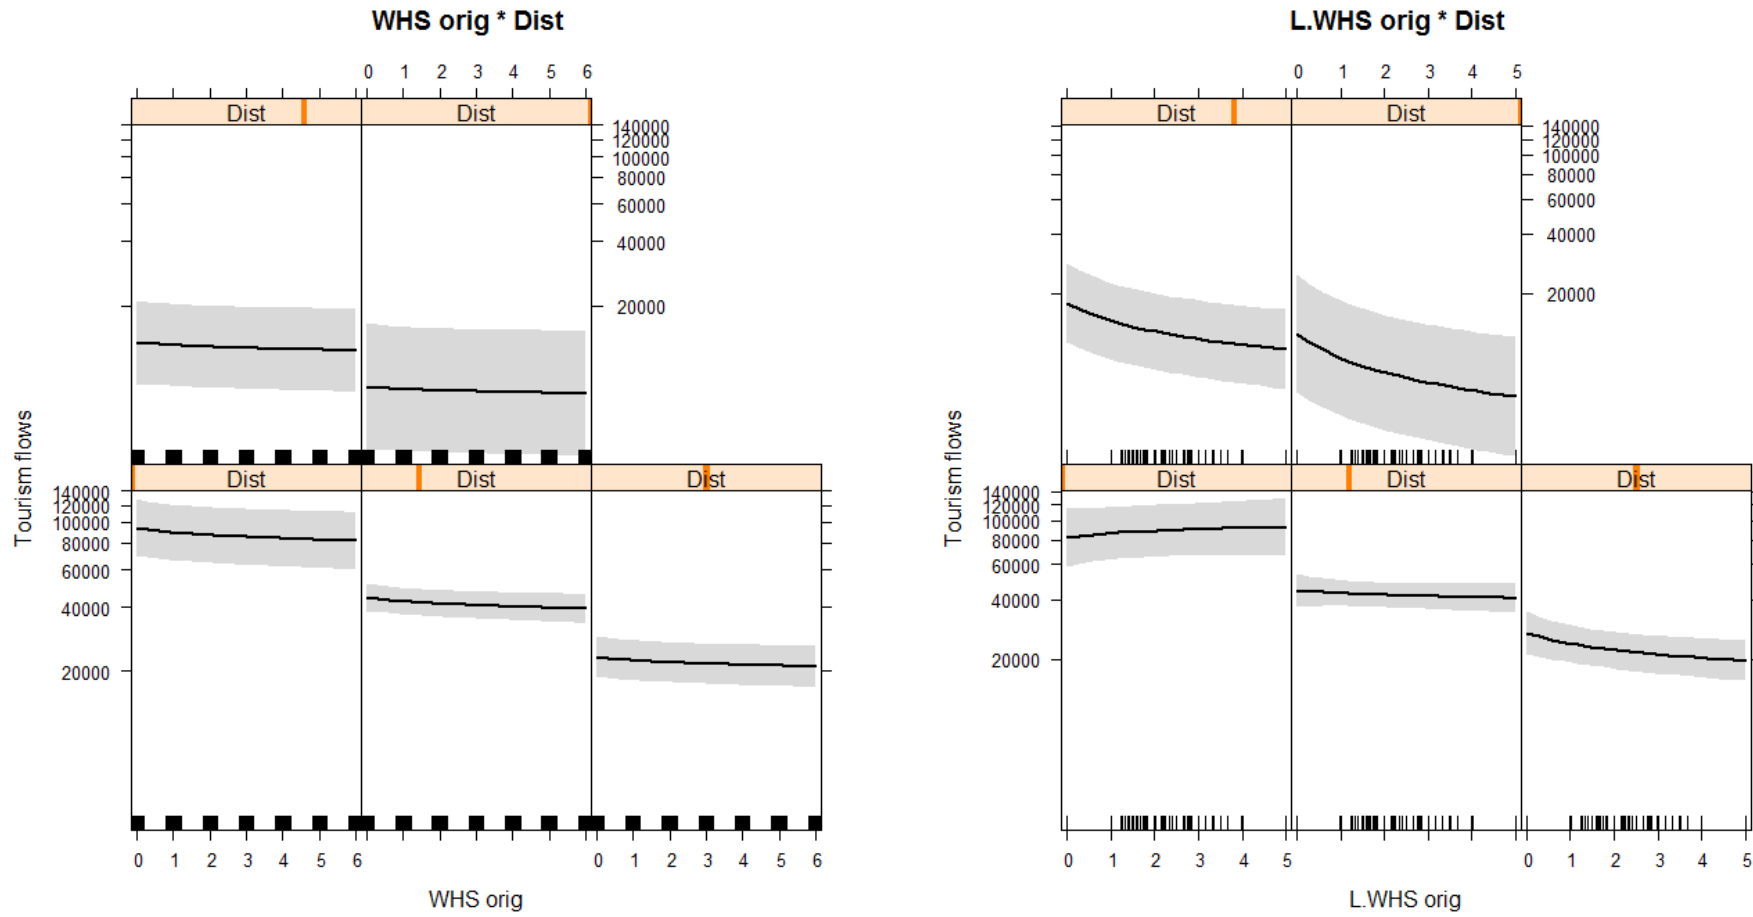 WHS orig * Dist
0 1 2 3 4 5 6
Dist Dist
140000
120000
100000
80000
60000
40000
20000
Dist Dist Dist
140000
120000
100000
80000
60000
40000
20000
Tourism flows
0 1 2 3 4 5 6 0 1 2 3 4 5 6
WHS orig
L.WHS orig * Dist
0 1 2 3 4 5
Dist Dist
140000
120000
100000
80000
60000
40000
20000
Dist Dist Dist
140000
120000
100000
80000
60000
40000
20000
Tourism flows
0 1 2 3 4 5 0 1 2 3 4 5
L.WHS orig